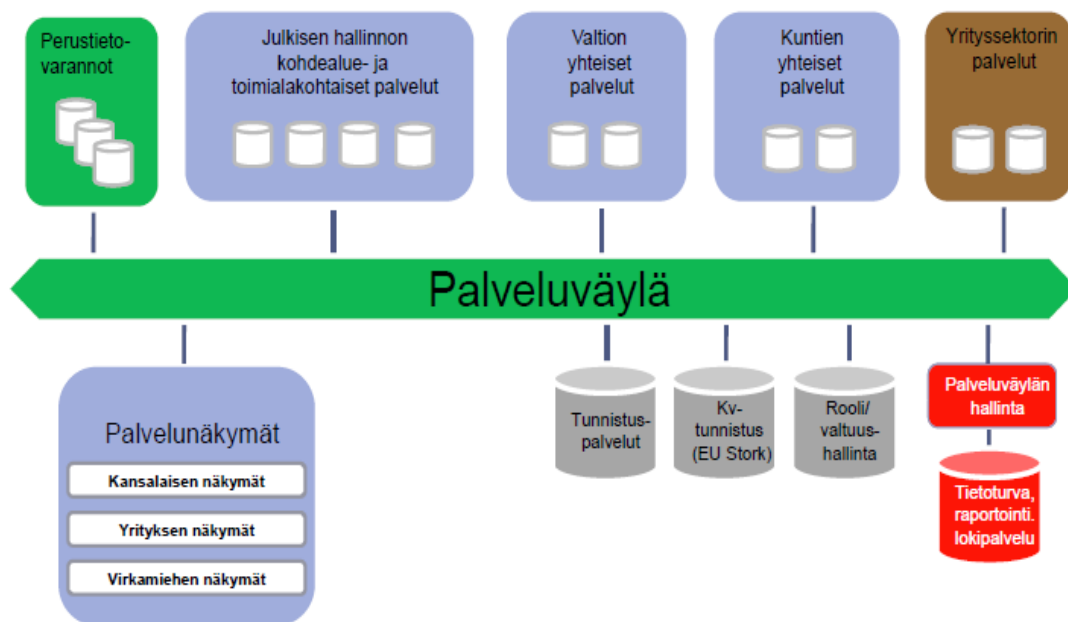 Perustieto-
varannot
Julkisen hallinnon
kohdealue- ja
toimialakohtaiset palvelut
Valtion
yhteiset
palvelut
Kuntien
yhteiset
palvelut
Yrityssektorin
palvelut
Palveluväylä
Palvelunäkymät
Kansalaisen näkymät
Yrityksen näkymät
Virkamiehen näkymät
Tunnistus-
palvelut
Kv-
tunnistus
(EU Stork)
Rooli/
valtuus-
hallinta
Palveluväylän
hallinta
Tietoturva,
raportointi.
lokipalvelu